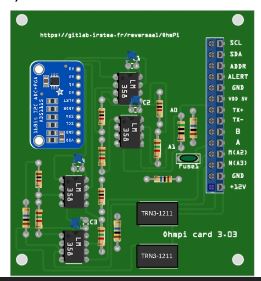 https://gitlab.irstea.fr/reversaal/OhmPi
SCL
SDA
ADDR
ALERT
GND
VDD 5V
TX+
TX-
B
A
M(A2)
N(A3)
GND
+12V
C2
A0
A1
Fuse1
LM
358
LM
358
LM
358
LM
358
C3
TRN3-1211
TRN3-1211
Ohmpi card 3.03